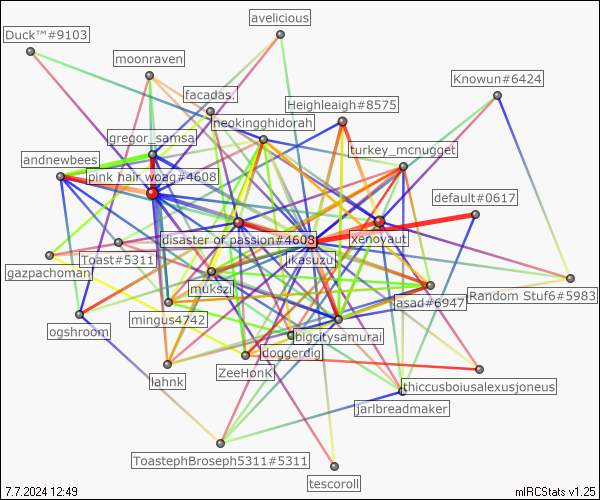 avelicious
Duck™#9103
moonraven
Knowun#6424
facadas.
Heighleaigh#8575
neokingghidorah
gregor_samsa
turkey_mcnugget
andnewbees
pink hair woag#4608
default#0617
disaster of passion#4608
xenoyaut
Toast#5311
ikasuzu
gazpachoman
mukszi
Random Stuf6#5983
jasad#6947
mingus4742
ogshroom
bigcitysamurai
doggerdig
ZeeHonk
lahnk
thiccusboiusalexusjoneus
jarlbreadmaker
ToastephBroseph5311#5311
tescoroll
7.7.2024 12:49
mIRCStats v1.25